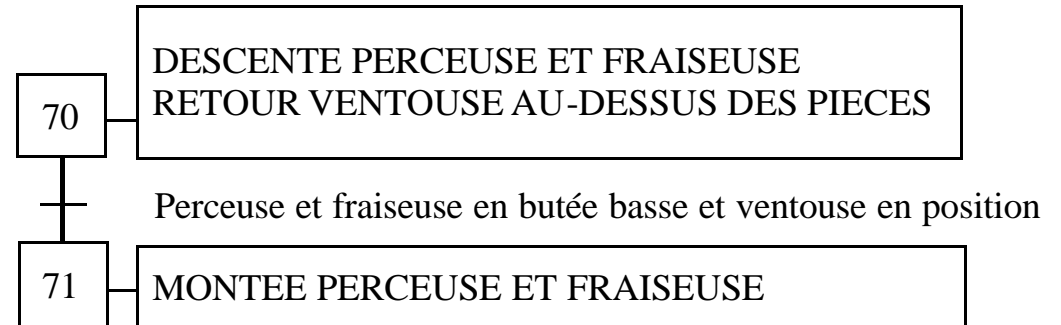 DESCENTE PERCEUSE ET FRAISEUSE
70
RETOUR VENTOUSE AU-DESSUS DES PIECES
Perceuse et fraiseuse en butée basse et ventouse en position
71
MONTEE PERCEUSE ET FRAISEUSE